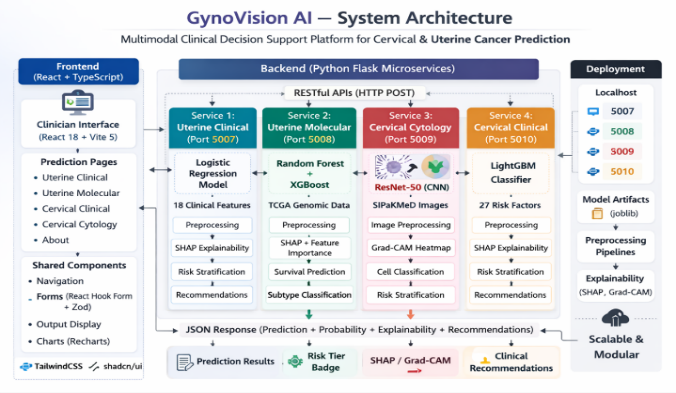 GynoVision AI — System Architecture
Multimodal Clinical Decision Support Platform for Cervical & Uterine Cancer Prediction
Frontend
(React + TypeScript)
Clinician Interface
(React 18 + Vite 5)
Prediction Pages
• Uterine Clinical
• Uterine Molecular
• Cervical Clinical
• Cervical Cytology
• About
Shared Components
• Navigation
- Forms (React Hook Form
+ Zod)
• Output Display
• Charts (Recharts)
TailwindCSS
shadcn/ui
Backend (Python Flask Microservices)
RESTful APIs (HTTP POST)
Service 1:
Uterine Clinical
(Port 5007)
Logistic
Regression
Model
18 Clinical Features
Preprocessing
SHAP Explainability
Risk Stratification
Recommendations
Service 2:
Uterine Molecular
(Port 5008)
Random Forest
+
XGBoost
TCGA Genomic Data
Preprocessing
SHAP + Feature
Importance
Survival Prediction
Subtype Classification
Service 3:
Cervical Cytology
(Port 5009)
ResNet-50 (CNN)
SIPaKMeD Images
Image Preprocessing
Grad-CAM Heatmap
Cell Classification
Risk Stratification
Service 4:
Cervical Clinical
(Port 5010)
LightGBM
Classifier
27 Risk Factors
Preprocessing
SHAP Explainability
Risk Stratification
Recommendations
JSON Response (Prediction + Probability + Explainability + Recommendations)
Prediction Results
Risk Tier
Badge
SHAP / Grad-CAM
Clinical
Recommendations
Deployment
Localhost
5007
5008
5009
5010
Model Artifacts
(joblib)
Preprocessing
Pipelines
Explainability
(SHAP, Grad-CAM)
Scalable &
Modular